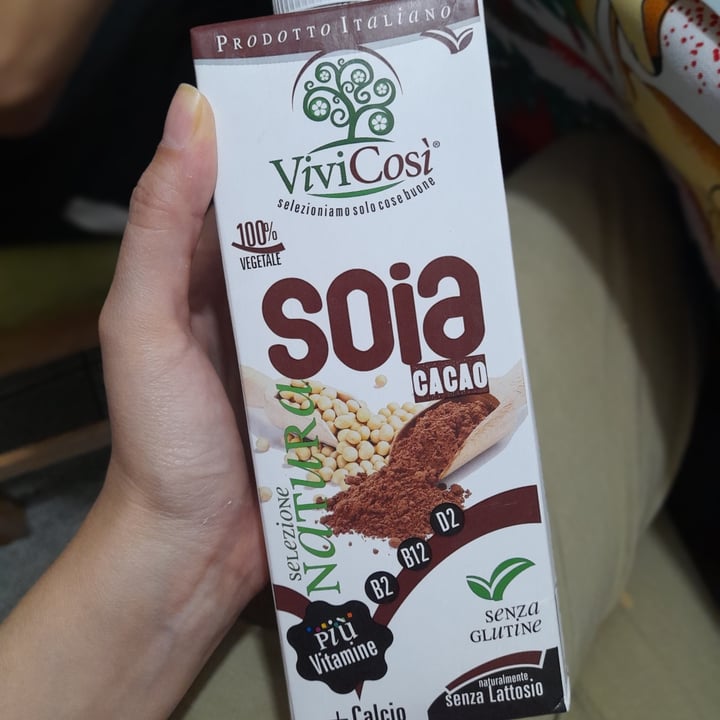 PRODOTTO ITALIANO
ViviCosì®
selezioniamo solo cose buone
100%
VEGETALE
SOia
CACAO
SELEZIONE
NATURA
D2
B12
B2
Più
Vitamine
SENZA
GLUTINE
naturalmente
senza Lattosio
+ Calcio